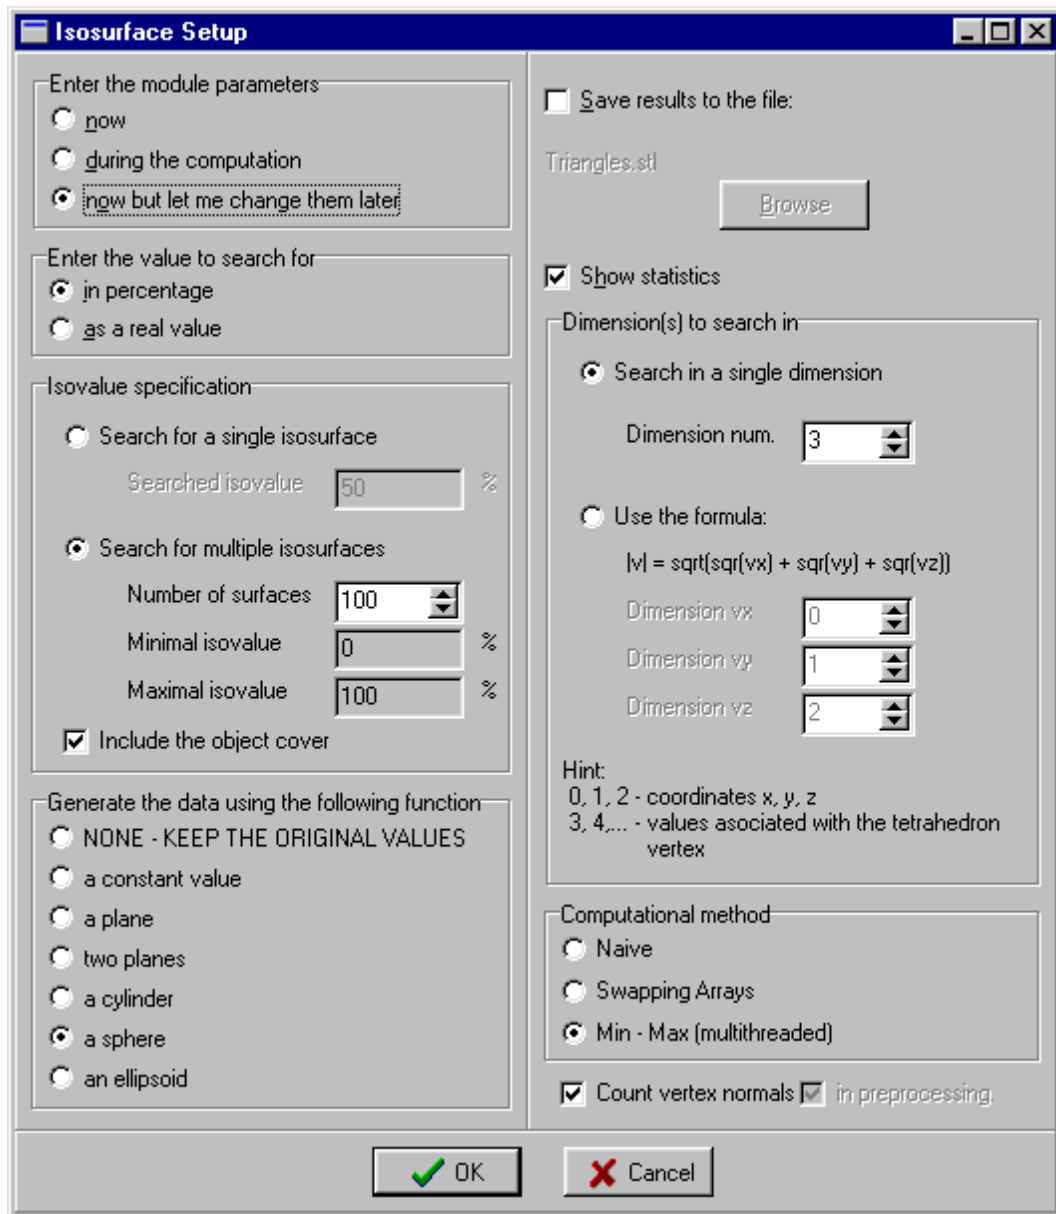 Isosurface Setup
Enter the module parameters
now
during the computation
now but let me change them later
Enter the value to search for
in percentage
as a real value
Isovalue specification
Search for a single isosurface
Searched isovalue 50 %
Search for multiple isosurfaces
Number of surfaces 100
Minimal isovalue 0 %
Maximal isovalue 100 %
Include the object cover
Generate the data using the following function
NONE - KEEP THE ORIGINAL VALUES
a constant value
a plane
two planes
a cylinder
a sphere
an ellipsoid
Save results to the file:
Triangles.stl
Browse
Show statistics
Dimension(s) to search in
Search in a single dimension
Dimension num. 3
Use the formula:
|v| = sqrt(sqr(vx) + sqr(vy) + sqr(vz))
Dimension vx 0
Dimension vy 1
Dimension vz 2
Hint:
0, 1, 2 - coordinates x, y, z
3, 4,... - values asociated with the tetrahedron
vertex
Computational method
Naive
Swapping Arrays
Min - Max (multithreaded)
Count vertex normals in preprocessing.
OK Cancel